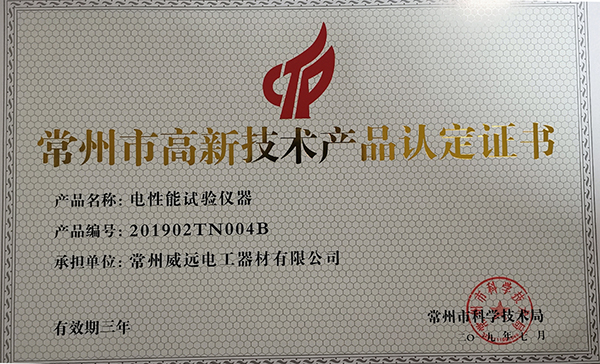 常州市高新技术产品认定证书
产品名称：电性能试验仪器
产品编号：201902TN004B
承担单位：常州威远电工器材有限公司
有效期三年
常州市科学技术局
二〇一九年七月